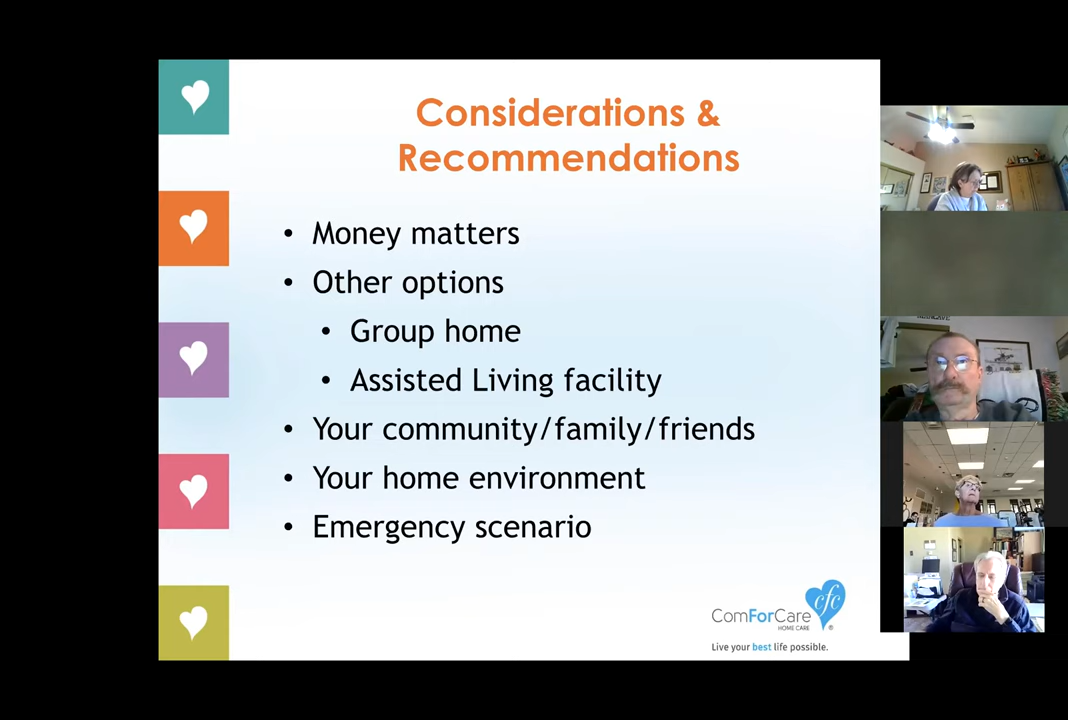 Considerations &
Recommendations
• Money matters
• Other options
• Group home
• Assisted Living facility
• Your community/family/friends
• Your home environment
• Emergency scenario
cfc
ComForCare
HOME CARE ®
Live your best life possible.